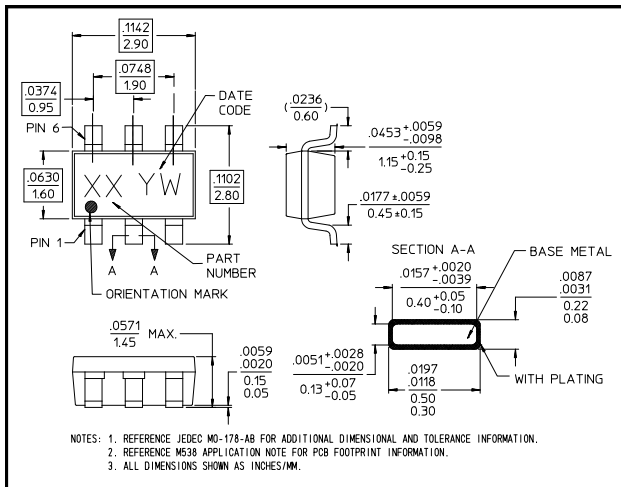 .1142
2.90
.0748
1.90
.0374
0.95
DATE
CODE
PIN 6
.0630
1.60
XX YW
.1102
2.80
PIN 1
A A
PART
NUMBER
ORIENTATION MARK
(.0236
0.60)
.0453 +.0059
-.0098
1.15 +0.15
-0.25
.0177 ±.0059
0.45 ±0.15
SECTION A-A
BASE METAL
.0157 +.0020
-.0039
0.40 +0.05
-0.10
.0087
.0031
0.22
0.08
.0051 +.0028
-.0020
0.13 +0.07
-0.05
.0197
.0118
0.50
0.30
WITH PLATING
.0571
1.45
MAX.
.0059
.0020
0.15
0.05
NOTES: 1. REFERENCE JEDEC MO-178-AB FOR ADDITIONAL DIMENSIONAL AND TOLERANCE INFORMATION.
2. REFERENCE M538 APPLICATION NOTE FOR PCB FOOTPRINT INFORMATION.
3. ALL DIMENSIONS SHOWN AS INCHES/MM.